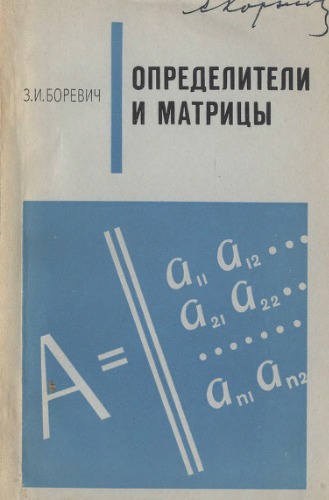 З.И.БОРЕВИЧ
ОПРЕДЕЛИТЕЛИ
И МАТРИЦЫ
A = || a11 a12 ····
a21 a22 ····
········
an1 an2